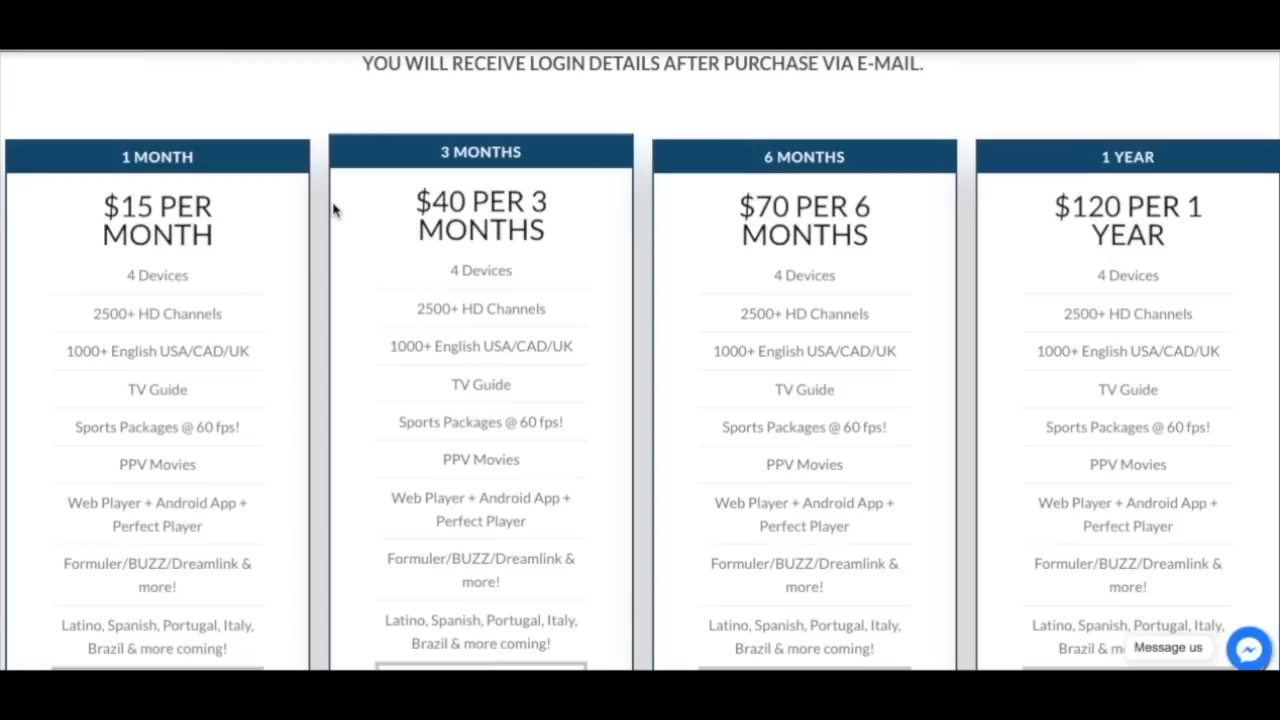 YOU WILL RECEIVE LOGIN DETAILS AFTER PURCHASE VIA E-MAIL.
1 MONTH
$15 PER
MONTH
4 Devices
2500+ HD Channels
1000+ English USA/CAD/UK
TV Guide
Sports Packages @ 60 fps!
PPV Movies
Web Player + Android App +
Perfect Player
Formuler/BUZZ/Dreamlink &
more!
Latino, Spanish, Portugal, Italy,
Brazil & more coming!
3 MONTHS
$40 PER 3
MONTHS
4 Devices
2500+ HD Channels
1000+ English USA/CAD/UK
TV Guide
Sports Packages @ 60 fps!
PPV Movies
Web Player + Android App +
Perfect Player
Formuler/BUZZ/Dreamlink &
more!
Latino, Spanish, Portugal, Italy,
Brazil & more coming!
6 MONTHS
$70 PER 6
MONTHS
4 Devices
2500+ HD Channels
1000+ English USA/CAD/UK
TV Guide
Sports Packages @ 60 fps!
PPV Movies
Web Player + Android App +
Perfect Player
Formuler/BUZZ/Dreamlink &
more!
Latino, Spanish, Portugal, Italy,
Brazil & more coming!
1 YEAR
$120 PER 1
YEAR
4 Devices
2500+ HD Channels
1000+ English USA/CAD/UK
TV Guide
Sports Packages @ 60 fps!
PPV Movies
Web Player + Android App +
Perfect Player
Formuler/BUZZ/Dreamlink &
more!
Latino, Spanish, Portugal, Italy,
Brazil &
Message us